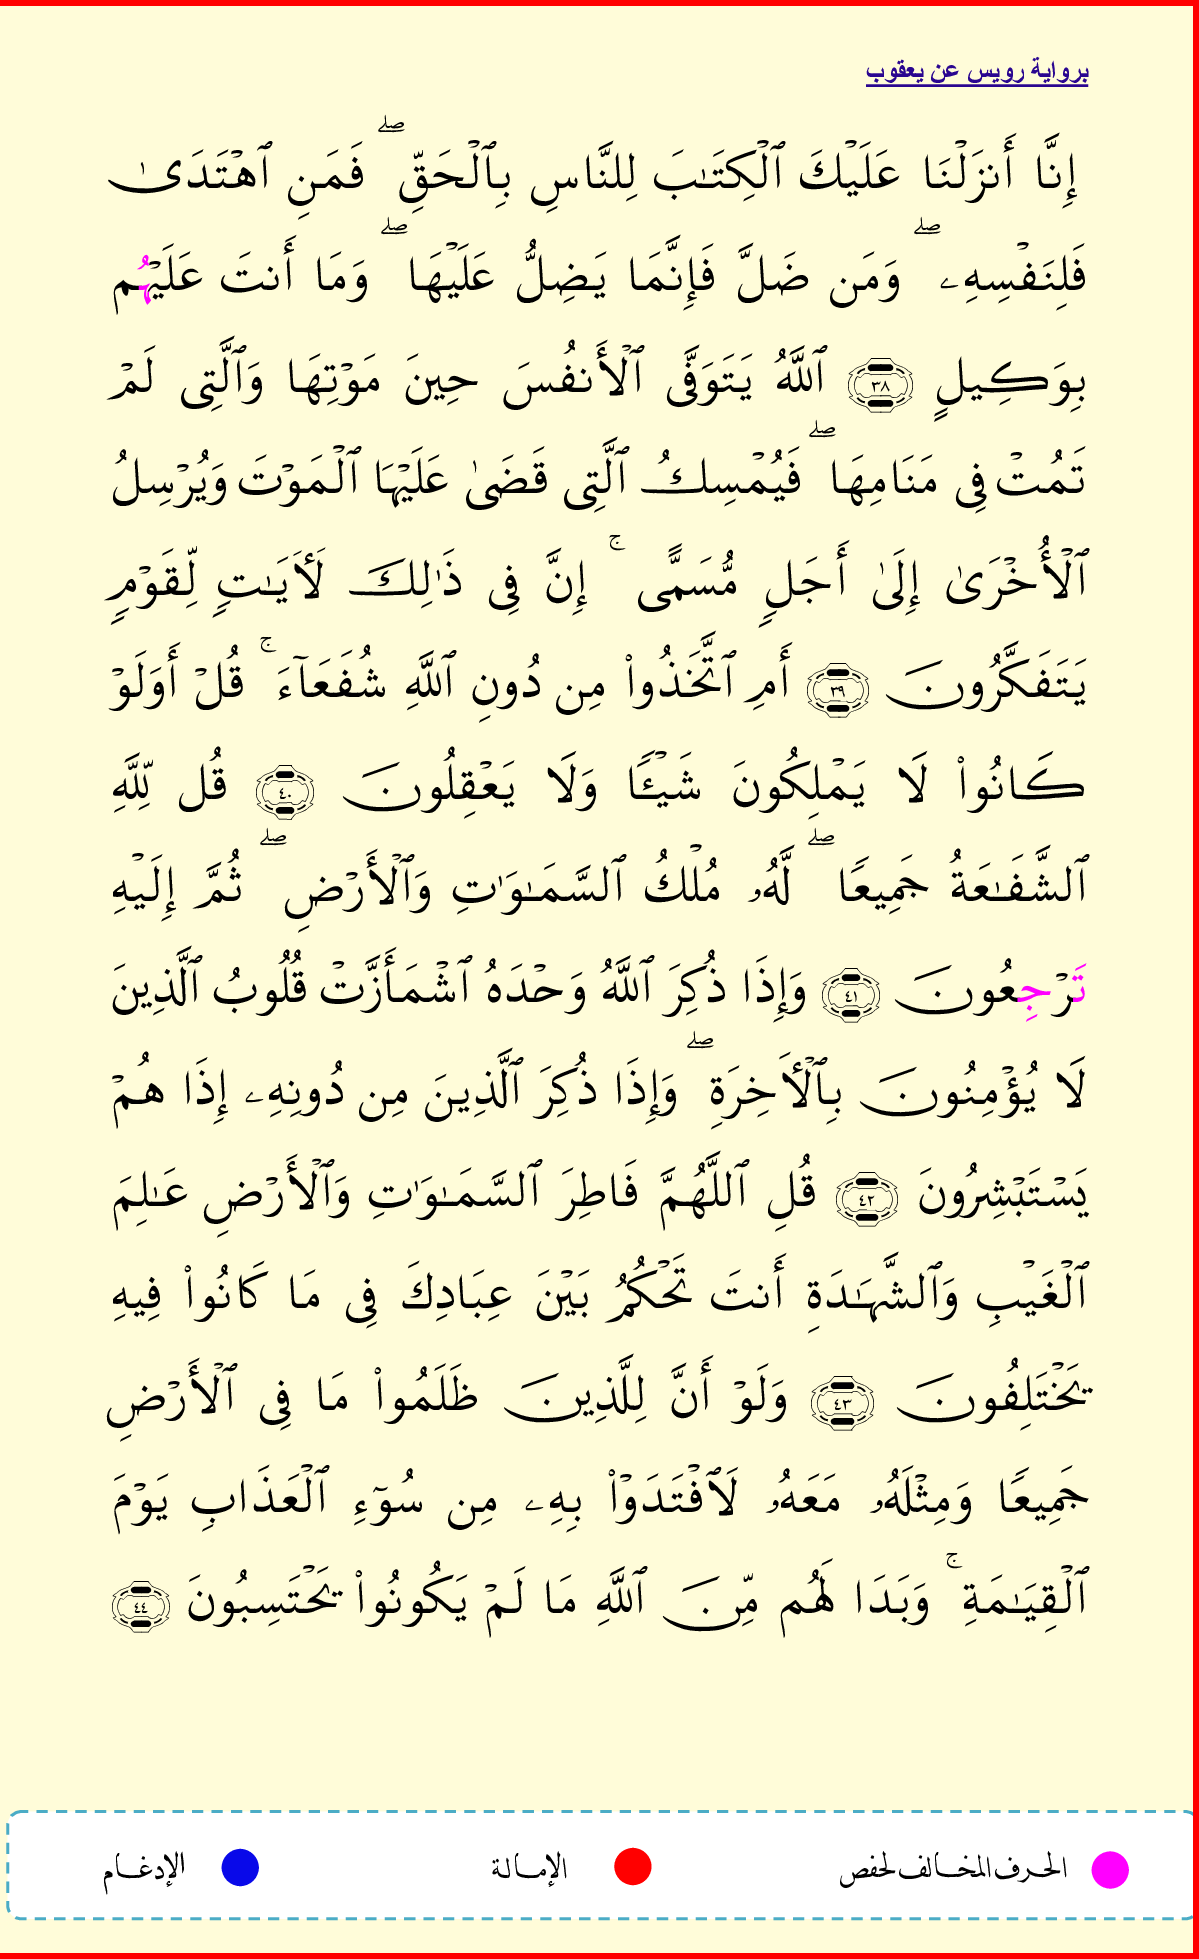 برواية رويس عن يعقوب
إِنَّا أَنزَلْنَا عَلَيْكَ ٱلْكِتَـٰبَ لِلنَّاسِ بِٱلْحَقِّ ۖ فَمَنِ ٱهْتَدَىٰ
فَلِنَفْسِهِۦ ۖ وَمَن ضَلَّ فَإِنَّمَا يَضِلُّ عَلَيْهَا ۖ وَمَا أَنتَ عَلَيْهُم
بِوَكِيلٍ ٣٨ ٱللَّهُ يَتَوَفَّى ٱلْأَنفُسَ حِينَ مَوْتِهَا وَٱلَّتِى لَمْ
تَمُتْ فِى مَنَامِهَا ۖ فَيُمْسِكُ ٱلَّتِى قَضَىٰ عَلَيْهَا ٱلْمَوْتَ وَيُرْسِلُ
ٱلْأُخْرَىٰ إِلَىٰ أَجَلٍ مُّسَمًّى ۚ إِنَّ فِى ذَٰلِكَ لَأَيَـٰتٍ لِّقَوْمٍ
يَتَفَكَّرُونَ ٣٩ أَمِ ٱتَّخَذُوا۟ مِن دُونِ ٱللَّهِ شُفَعَآءَ ۚ قُلْ أَوَلَوْ
كَانُوا۟ لَا يَمْلِكُونَ شَيْـًٔا وَلَا يَعْقِلُونَ ٤٠ قُل لِّلَّهِ
ٱلشَّفَـٰعَةُ جَمِيعًا ۖ لَّهُۥ مُلْكُ ٱلسَّمَـٰوَٰتِ وَٱلْأَرْضِ ۖ ثُمَّ إِلَيْهِ
تَرْجِعُونَ ٤١ وَإِذَا ذُكِرَ ٱللَّهُ وَحْدَهُ ٱشْمَأَزَّتْ قُلُوبُ ٱلَّذِينَ
لَا يُؤْمِنُونَ بِٱلْأَخِرَةِ ۖ وَإِذَا ذُكِرَ ٱلَّذِينَ مِن دُونِهِۦ إِذَا هُمْ
يَسْتَبْشِرُونَ ٤٢ قُلِ ٱللَّهُمَّ فَاطِرَ ٱلسَّمَـٰوَٰتِ وَٱلْأَرْضِ عَـٰلِمَ
ٱلْغَيْبِ وَٱلشَّهَـٰدَةِ أَنتَ تَحْكُمُ بَيْنَ عِبَادِكَ فِى مَا كَانُوا۟ فِيهِ
يَخْتَلِفُونَ ٤٣ وَلَوْ أَنَّ لِلَّذِينَ ظَلَمُوا۟ مَا فِى ٱلْأَرْضِ
جَمِيعًا وَمِثْلَهُۥ مَعَهُۥ لَٱفْتَدَوْا۟ بِهِۦ مِن سُوٓءِ ٱلْعَذَابِ يَوْمَ
ٱلْقِيَـٰمَةِ ۚ وَبَدَا لَهُم مِّنَ ٱللَّهِ مَا لَمْ يَكُونُوا۟ يَحْتَسِبُونَ ٤٤
الحرف المخالف لحفص الإمالة الإدغام